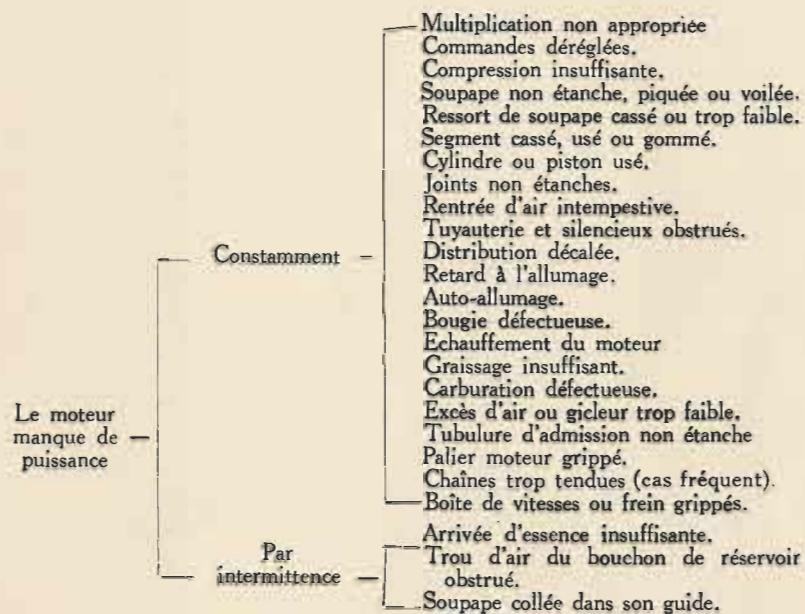 Multiplication non appropriée
Commandes déréglées.
Compression insuffisante.
Soupape non étanche, piquée ou voilée.
Ressort de soupape cassé ou trop faible.
Segment cassé, usé ou gommé.
Cylindre ou piston usé.
Joints non étanches.
Rentrée d'air intempestive.
Tuyauterie et silencieux obstrués.
Constamment
Distribution décalée.
Retard à l'allumage.
Auto-allumage.
Bougie défectueuse.
Echauffement du moteur
Graissage insuffisant.
Carburation défectueuse.
Excès d'air ou gicleur trop faible.
Tubulure d'admission non étanche
Palier moteur grippé.
Chaînes trop tendues (cas fréquent).
Boîte de vitesses ou frein grippés.
Le moteur
manque de
puissance
Par
intermittence
Arrivée d'essence insuffisante.
Trou d'air du bouchon de réservoir
obstrué.
Soupape collée dans son guide.